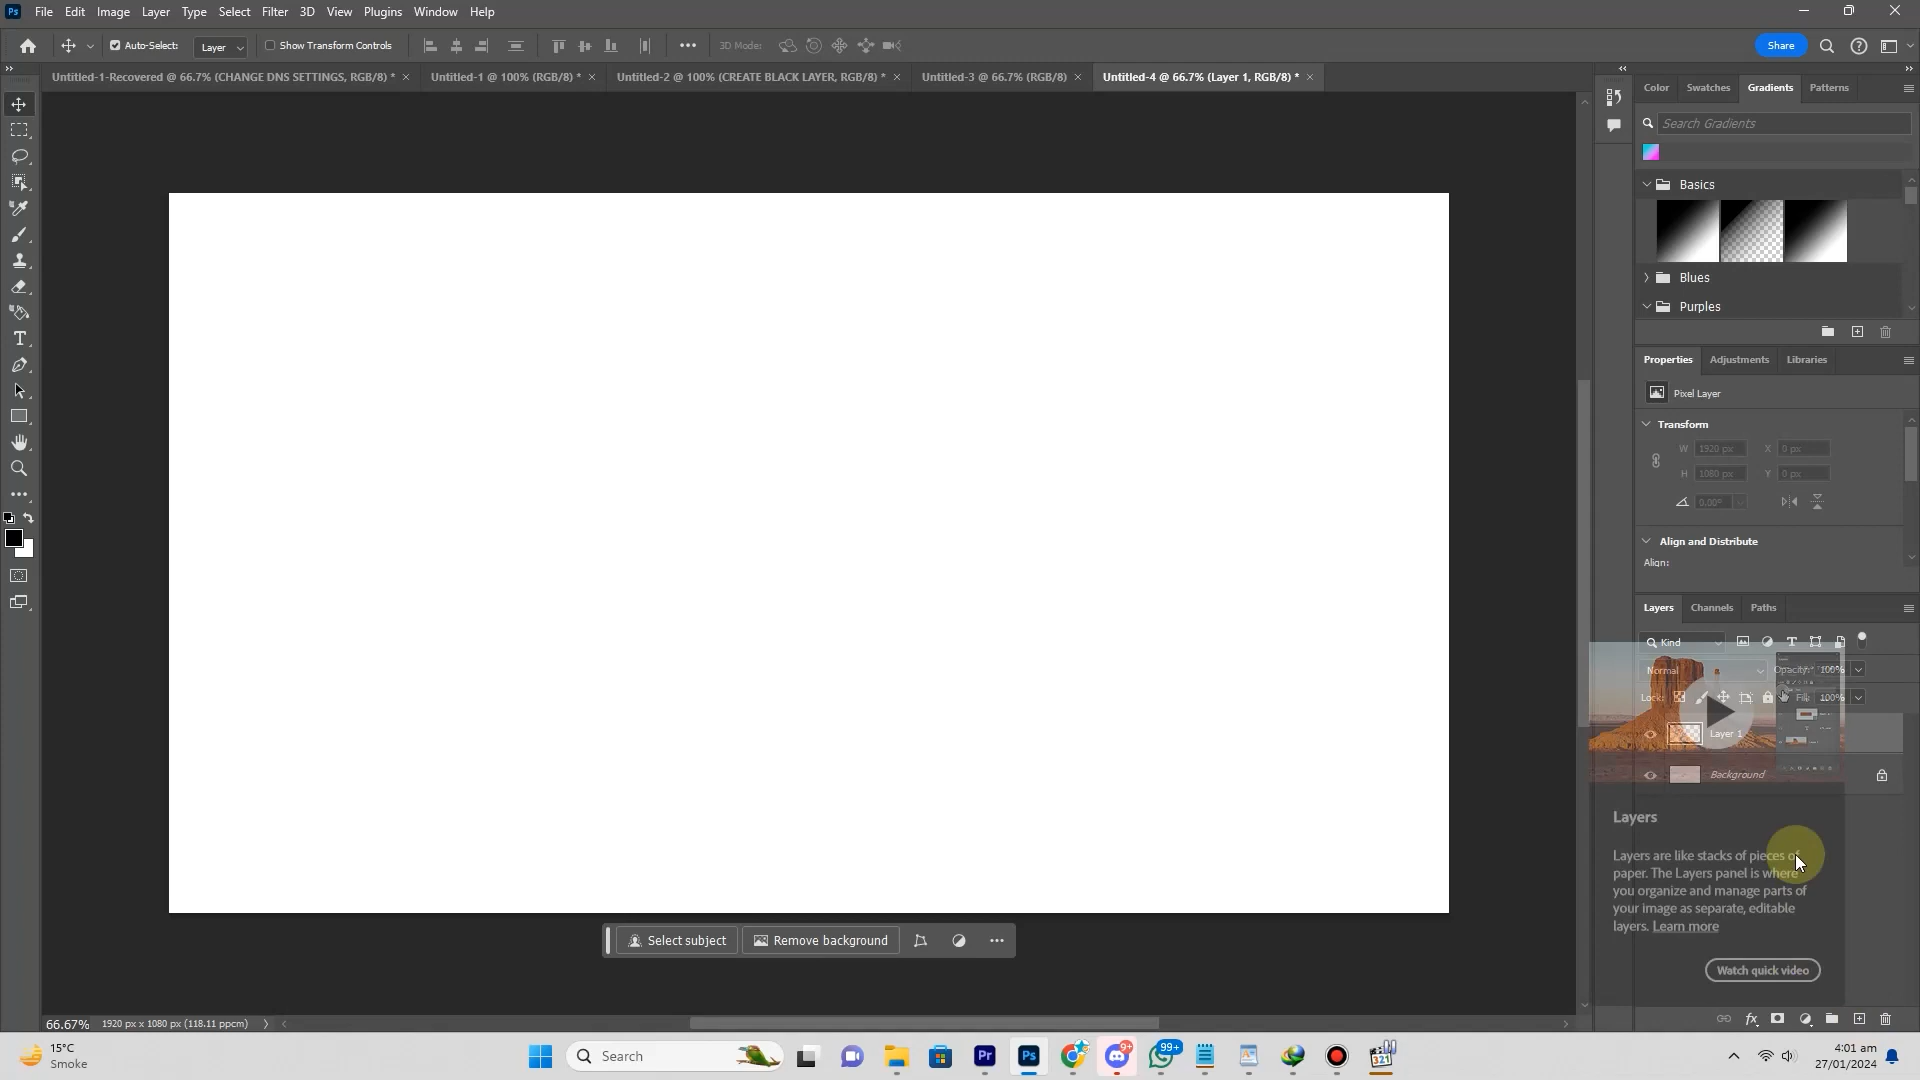 Ps File Edit Image Layer Type Select Filter 3D View Plugins Window Help
Auto-Select: Layer Show Transform Controls 3D Mode: Share
Untitled-1-Recovered @ 66.7% (CHANGE DNS SETTINGS, RGB/8) * Untitled-1 @ 100% (RGB/8) * Untitled-2 @ 100% (CREATE BLACK LAYER, RGB/8) * Untitled-3 @ 66.7% (RGB/8) Untitled-4 @ 66.7% (Layer 1, RGB/8) *
Color Swatches Gradients Patterns
Search Gradients
Basics
Blues
Purples
Properties Adjustments Libraries
Pixel Layer
Transform
W 1920 px X 0 px
H 1080 px Y 0 px
0.00°
Align and Distribute
Align:
Layers Channels Paths
Kind
Normal Opacity: 100%
Lock: Fill: 100%
Layer 1
Background
Layers
Layers are like stacks of pieces of
paper. The Layers panel is where
you organize and manage parts of
your image as separate, editable
layers. Learn more
Watch quick video
Select subject Remove background
66.67% 1920 px x 1080 px (118.11 ppcm)
fx
15°C
Smoke
Search
Pr Ps 9+ 99+ 321
4:01 am
27/01/2024